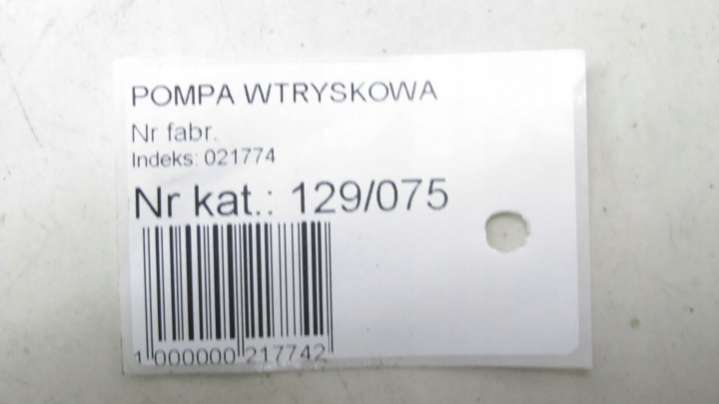 POMPA WTRYSKOWA
Nr fabr.
Indeks: 021774
Nr kat.: 129/075
1 000000 217742